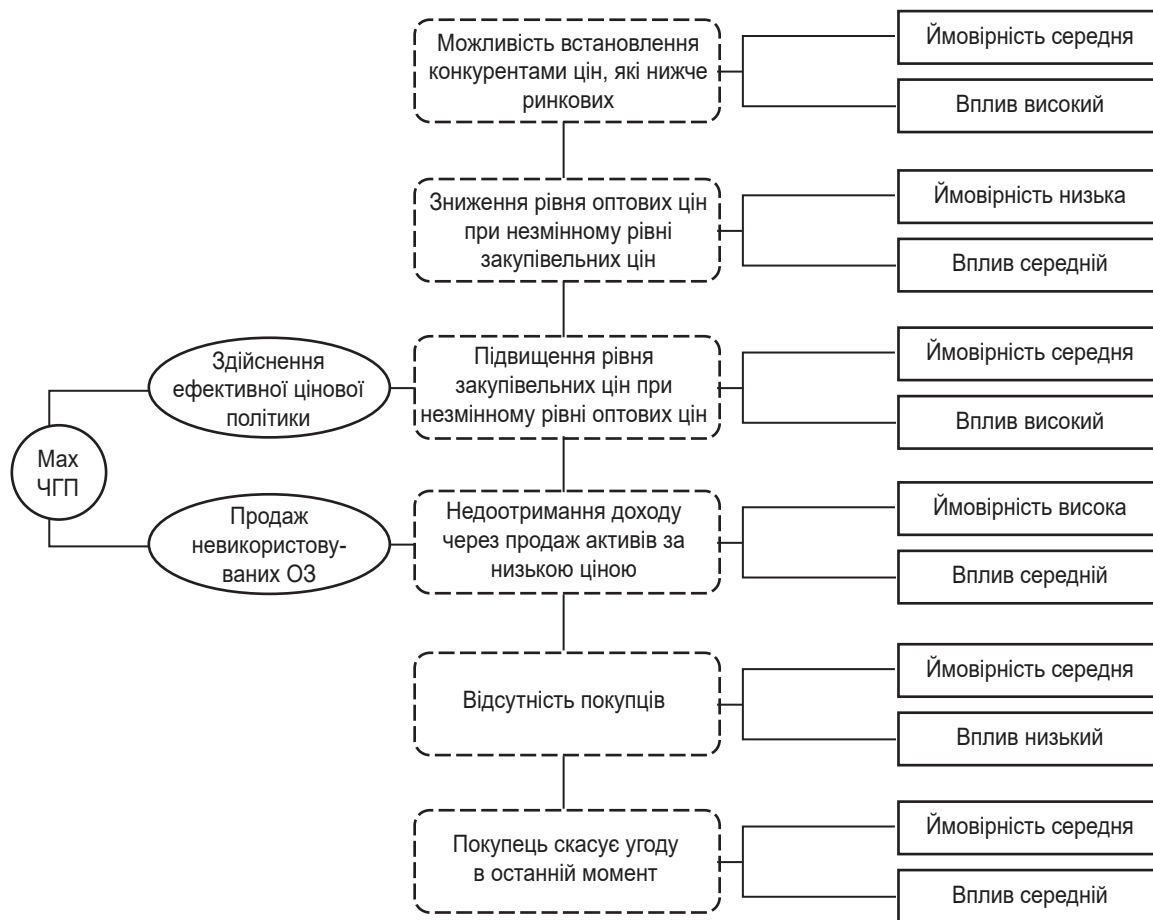 Можливість встановлення
конкурентами цін, які нижче
ринкових
Ймовірність середня
Вплив високий
Зниження рівня оптових цін
при незмінному рівні
закупівельних цін
Ймовірність низька
Вплив середній
Здійснення
ефективної цінової
політики
Підвищення рівня
закупівельних цін при
незмінному рівні оптових цін
Ймовірність середня
Вплив високий
Max
ЧГП
Продаж
невикористову-
ваних ОЗ
Недоотримання доходу
через продаж активів за
низькою ціною
Ймовірність висока
Вплив середній
Відсутність покупців
Ймовірність середня
Вплив низький
Покупець скасує угоду
в останній момент
Ймовірність середня
Вплив середній